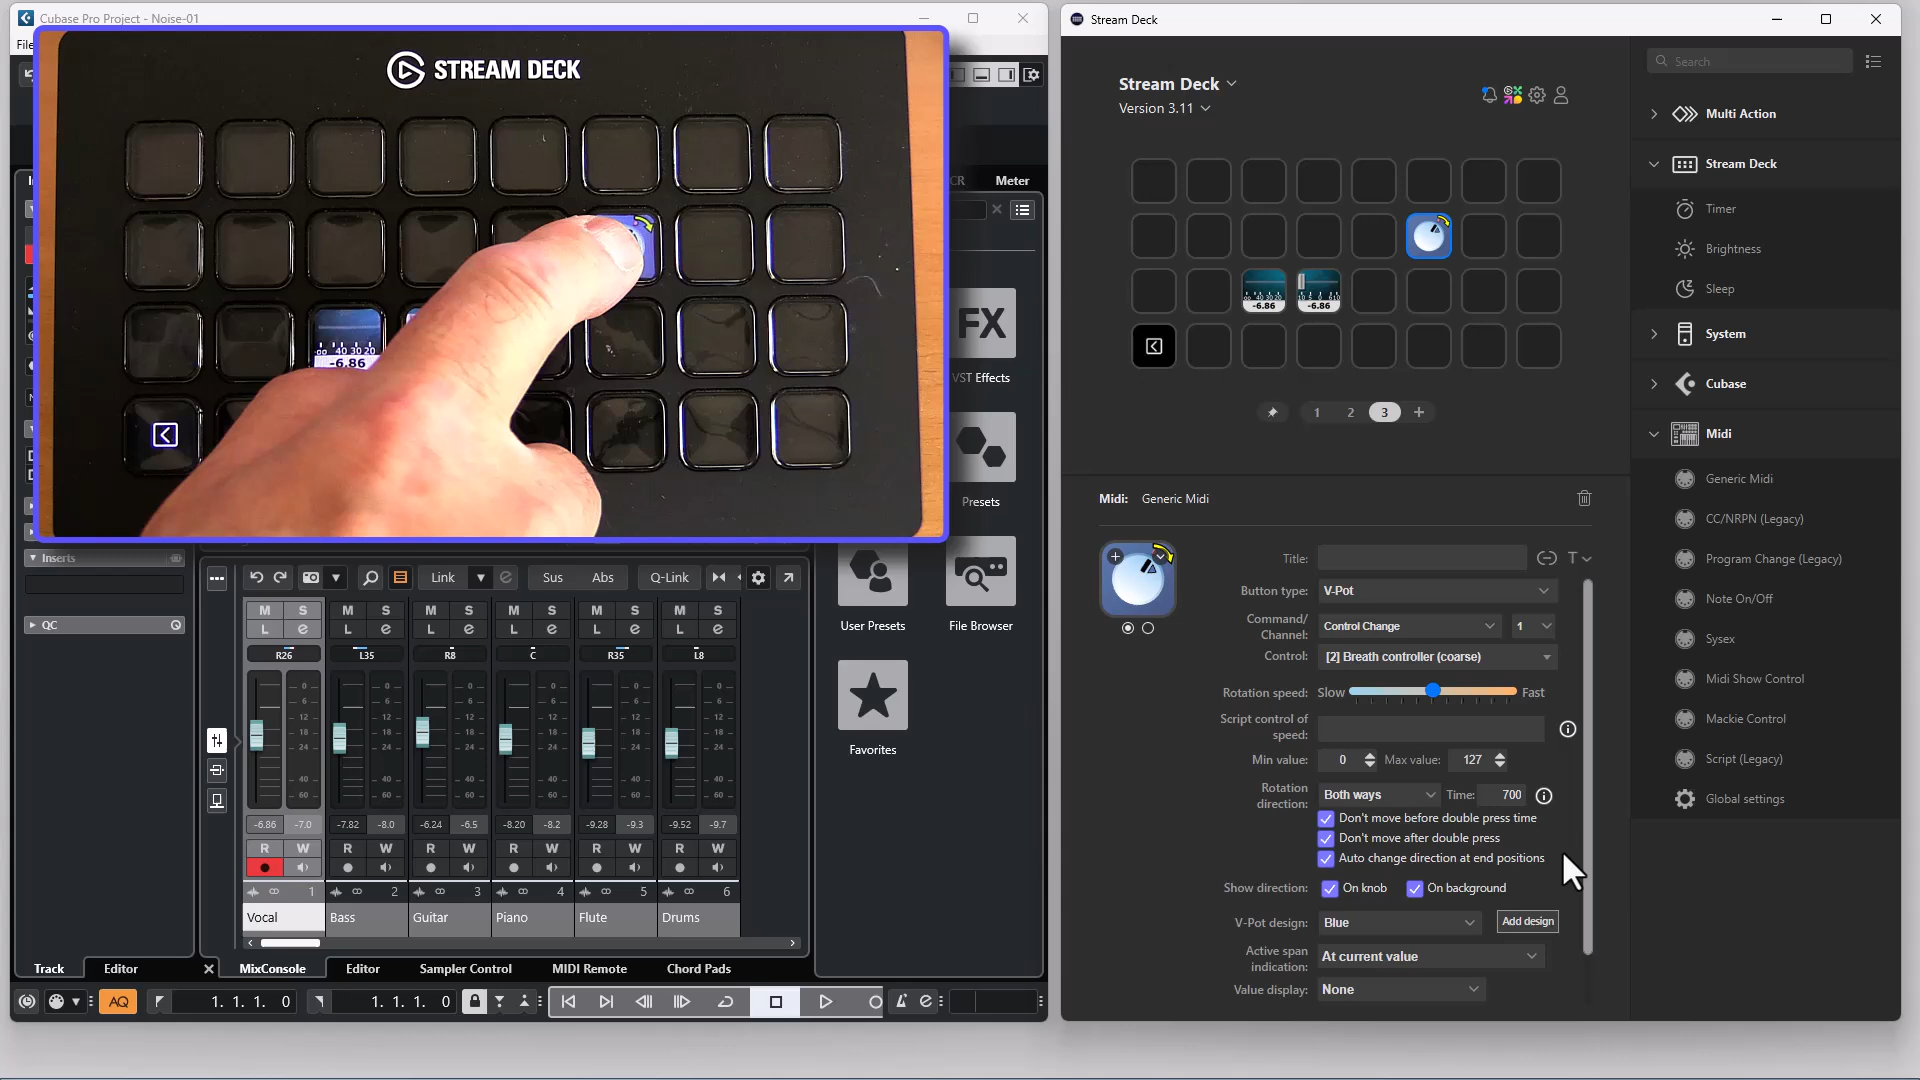 Cubase Pro Project - Noise-01
File
STREAM DECK
oo 40 30 20
-6.86
CR Meter
FX
VST Effects
Presets
User Presets
File Browser
Favorites
Inserts
QC
Link
Sus
Abs
Q-Link
M S M S M S M S M S M S
L e L e L e L e L e L e
R26 L35 R8 C R35 L8
-6.86 -7.0 -7.82 -8.0 -6.24 -6.5 -8.20 -8.2 -9.28 -9.3 -9.52 -9.7
R W R W R W R W R W R W
1 2 3 4 5 6
Vocal Bass Guitar Piano Flute Drums
Track Editor
MixConsole Editor Sampler Control MIDI Remote Chord Pads
AQ 1. 1. 1. 0 1. 1. 1. 0
Stream Deck
Stream Deck
Version 3.11
-6.86 -6.86
1 2 3 +
Midi: Generic Midi
Title:
Button type: V-Pot
Command/
Channel: Control Change 1
Control: [2] Breath controller (coarse)
Rotation speed: Slow Fast
Script control of
speed:
Min value: 0 Max value: 127
Rotation
direction: Both ways Time: 700
Don't move before double press time
Don't move after double press
Auto change direction at end positions
Show direction: On knob On background
V-Pot design: Blue Add design
Active span
indication: At current value
Value display: None
Search
Multi Action
Stream Deck
Timer
Brightness
Sleep
System
Cubase
Midi
Generic Midi
CC/NRPN (Legacy)
Program Change (Legacy)
Note On/Off
Sysex
Midi Show Control
Mackie Control
Script (Legacy)
Global settings